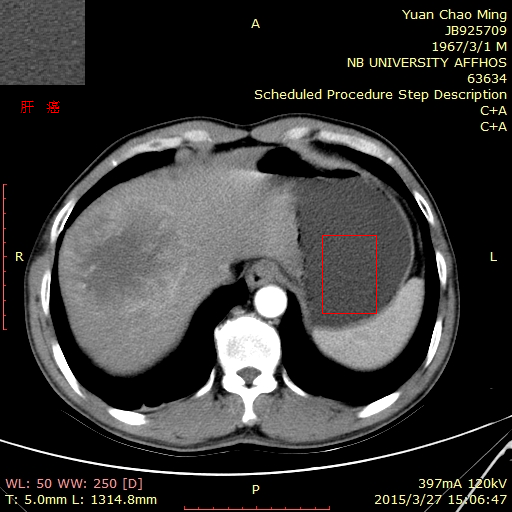 Yuan Chao Ming
JB925709
1967/3/1 M
NB UNIVERSITY AFFHOS
63634
Scheduled Procedure Step Description
C+A
C+A
A
肝 癌
R
L
WL: 50 WW: 250 [D]
T: 5.0mm L: 1314.8mm
P
397mA 120kV
2015/3/27 15:06:47